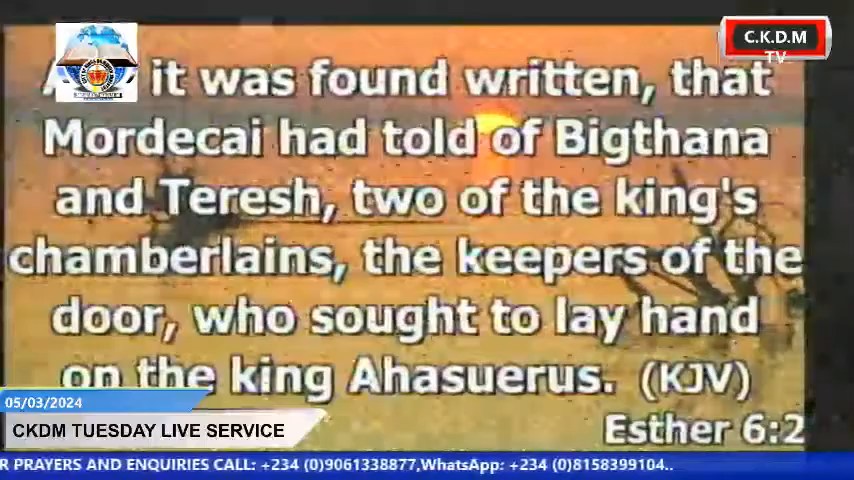 C.K.D.M
TV
it was found written, that
Mordecai had told of Bigthana
and Teresh, two of the king's
chamberlains, the keepers of the
door, who sought to lay hand
on the king Ahasuerus. (KJV)
Esther 6:2
05/03/2024
CKDM TUESDAY LIVE SERVICE
R PRAYERS AND ENQUIRIES CALL: +234 (0)9061338877,WhatsApp: +234 (0)8158399104..